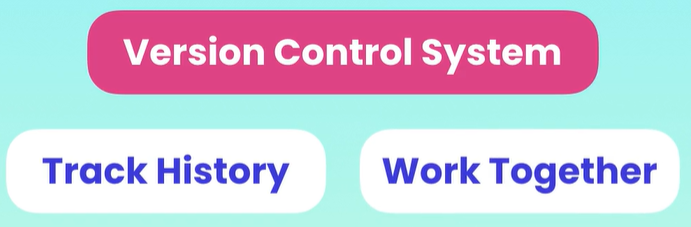 Version Control System
Track History
Work Together